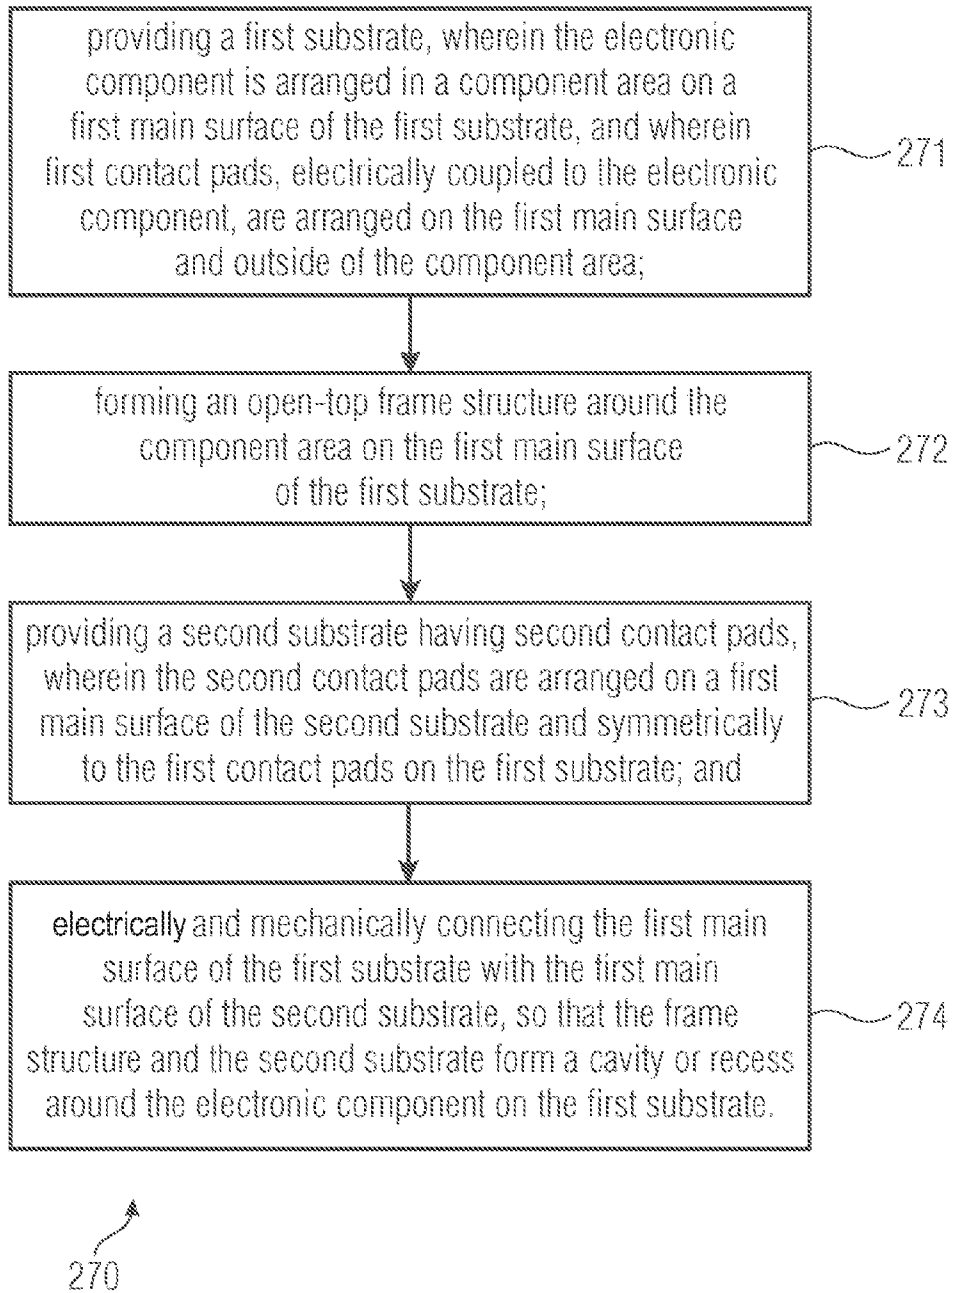 providing a first substrate, wherein the electronic
component is arranged in a component area on a
first main surface of the first substrate, and wherein
first contact pads, electrically coupled to the electronic
component, are arranged on the first main surface
and outside of the component area;
271
forming an open-top frame structure around the
component area on the first main surface
of the first substrate;
272
providing a second substrate having second contact pads,
wherein the second contact pads are arranged on a first
main surface of the second substrate and symmetrically
to the first contact pads on the first substrate; and
273
electrically and mechanically connecting the first main
surface of the first substrate with the first main
surface of the second substrate, so that the frame
structure and the second substrate form a cavity or recess
around the electronic component on the first substrate.
274
270